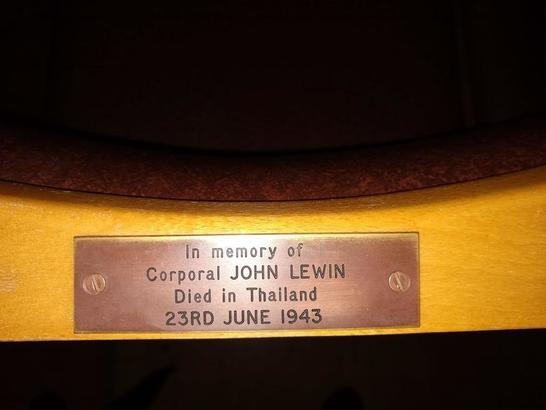 In memory of
Corporal JOHN LEWIN
Died in Thailand
23RD JUNE 1943